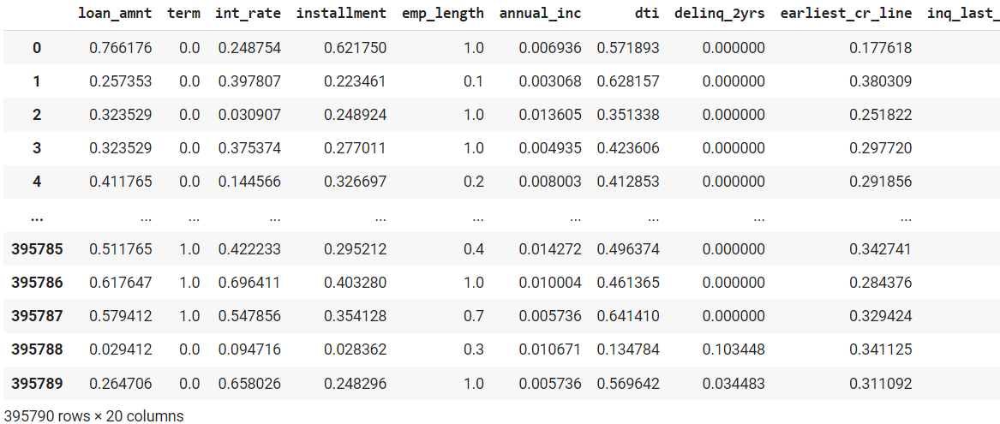 loan_amnt term int_rate installment emp_length annual_inc dti delinq_2yrs earliest_cr_line inq_last_
0 0.766176 0.0 0.248754 0.621750 1.0 0.006936 0.571893 0.000000 0.177618
1 0.257353 0.0 0.397807 0.223461 0.1 0.003068 0.628157 0.000000 0.380309
2 0.323529 0.0 0.030907 0.248924 1.0 0.013605 0.351338 0.000000 0.251822
3 0.323529 0.0 0.375374 0.277011 1.0 0.004935 0.423606 0.000000 0.297720
4 0.411765 0.0 0.144566 0.326697 0.2 0.008003 0.412853 0.000000 0.291856
... ... ... ... ... ... ... ... ... ...
395785 0.511765 1.0 0.422233 0.295212 0.4 0.014272 0.496374 0.000000 0.342741
395786 0.617647 1.0 0.696411 0.403280 1.0 0.010004 0.461365 0.000000 0.284376
395787 0.579412 1.0 0.547856 0.354128 0.7 0.005736 0.641410 0.000000 0.329424
395788 0.029412 0.0 0.094716 0.028362 0.3 0.010671 0.134784 0.103448 0.341125
395789 0.264706 0.0 0.658026 0.248296 1.0 0.005736 0.569642 0.034483 0.311092
395790 rows × 20 columns